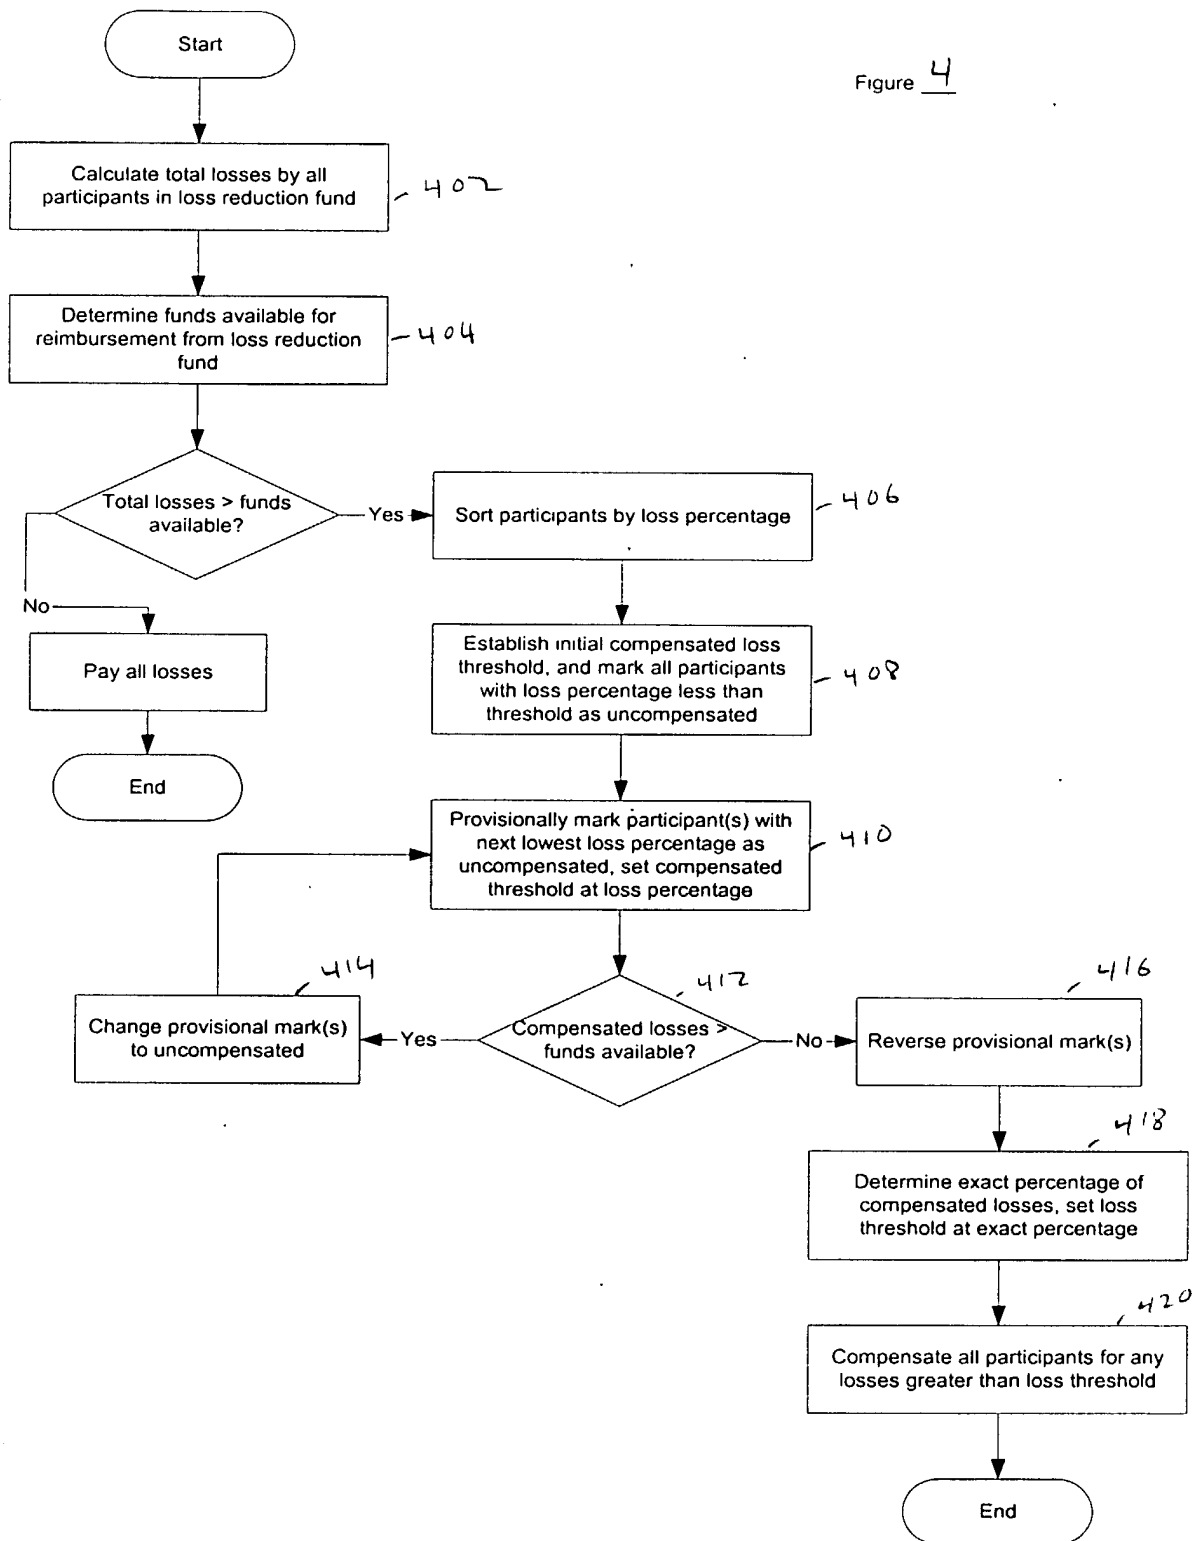 Start
Figure 4
Calculate total losses by all
participants in loss reduction fund
402
Determine funds available for
reimbursement from loss reduction
fund
404
Total losses > funds
available?
Yes
Sort participants by loss percentage
406
No
Pay all losses
End
Establish initial compensated loss
threshold, and mark all participants
with loss percentage less than
threshold as uncompensated
408
Provisionally mark participant(s) with
next lowest loss percentage as
uncompensated, set compensated
threshold at loss percentage
410
412
Compensated losses >
funds available?
Yes
414
Change provisional mark(s)
to uncompensated
No
416
Reverse provisional mark(s)
418
Determine exact percentage of
compensated losses, set loss
threshold at exact percentage
420
Compensate all participants for any
losses greater than loss threshold
End